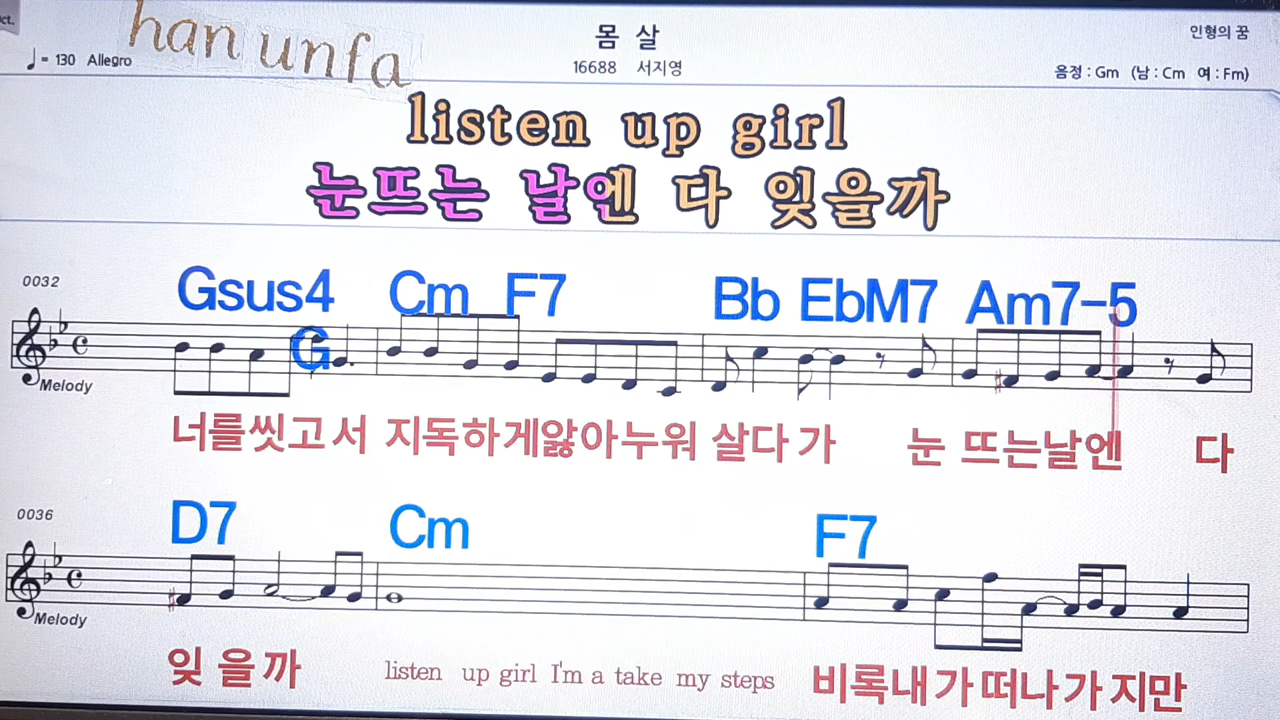 ct.
han unfa
몸 살
인형의 꿈
= 130 Allegro
16688 서지영
음정 : Gm (남 : Cm 여 : Fm)
listen up girl
눈뜨는 날엔 다 잊을까
0032
Gsus4 Cm F7 Bb EbM7 Am7-5
G
Melody
너를씻고서 지독하게앓아누워 살다가 눈 뜨는날엔 다
0036
D7 Cm F7
Melody
잊 을까 listen up girl I'm a take my steps 비록내가떠나가지만